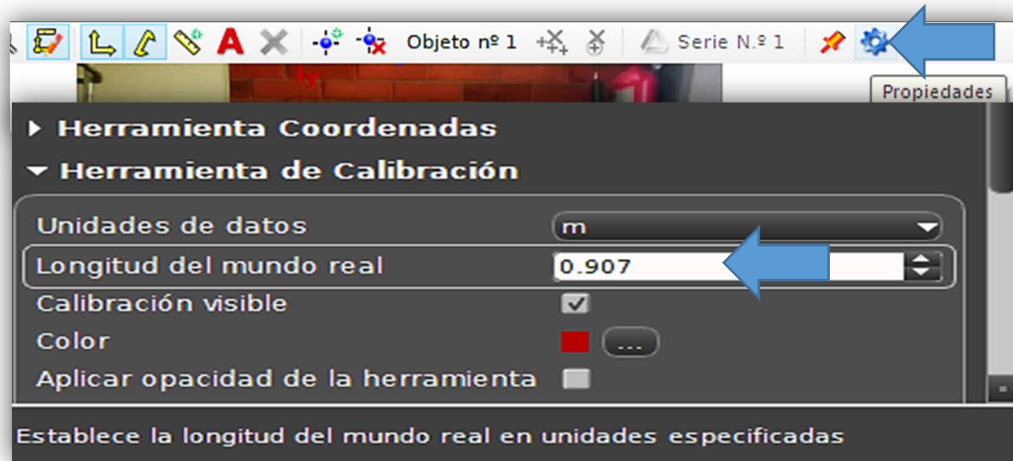 A Objeto nº 1 Serie N.º 1
ly
Propiedades
Herramienta Coordenadas
Herramienta de Calibración
Unidades de datos m
Longitud del mundo real 0.907
Calibración visible
Color ...
Aplicar opacidad de la herramienta
Establece la longitud del mundo real en unidades especificadas